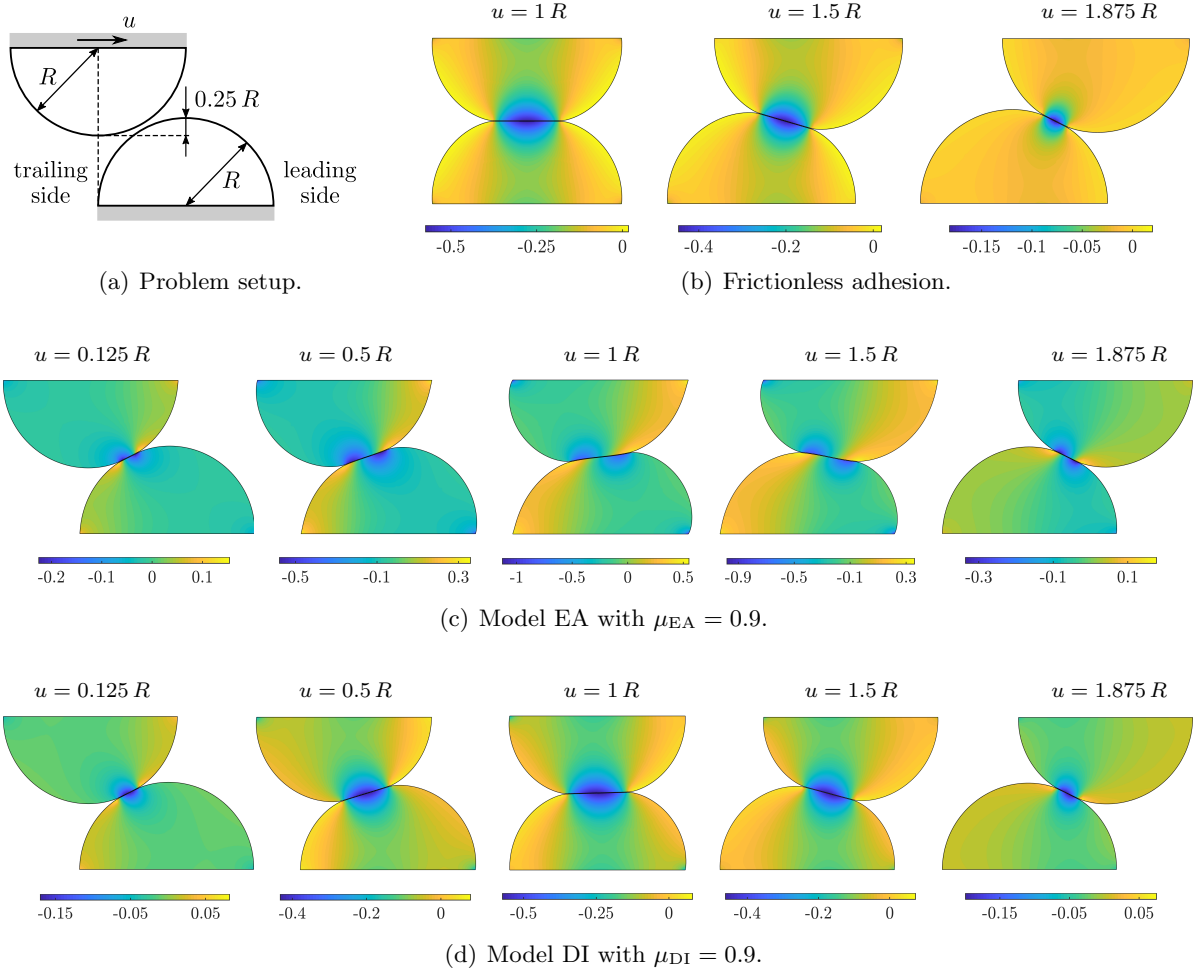 u
R
0.25 R
trailing side
R
leading side
(a) Problem setup.
u = 1 R
u = 1.5 R
u = 1.875 R
-0.5 -0.25 0
-0.4 -0.2 0
-0.15 -0.1 -0.05 0
(b) Frictionless adhesion.
u = 0.125 R
u = 0.5 R
u = 1 R
u = 1.5 R
u = 1.875 R
-0.2 -0.1 0 0.1
-0.5 -0.1 0.3
-1 -0.5 0 0.5
-0.9 -0.5 -0.1 0.3
-0.3 -0.1 0.1
(c) Model EA with μEA = 0.9.
u = 0.125 R
u = 0.5 R
u = 1 R
u = 1.5 R
u = 1.875 R
-0.15 -0.05 0.05
-0.4 -0.2 0
-0.5 -0.25 0
-0.4 -0.2 0
-0.15 -0.05 0.05
(d) Model DI with μDI = 0.9.